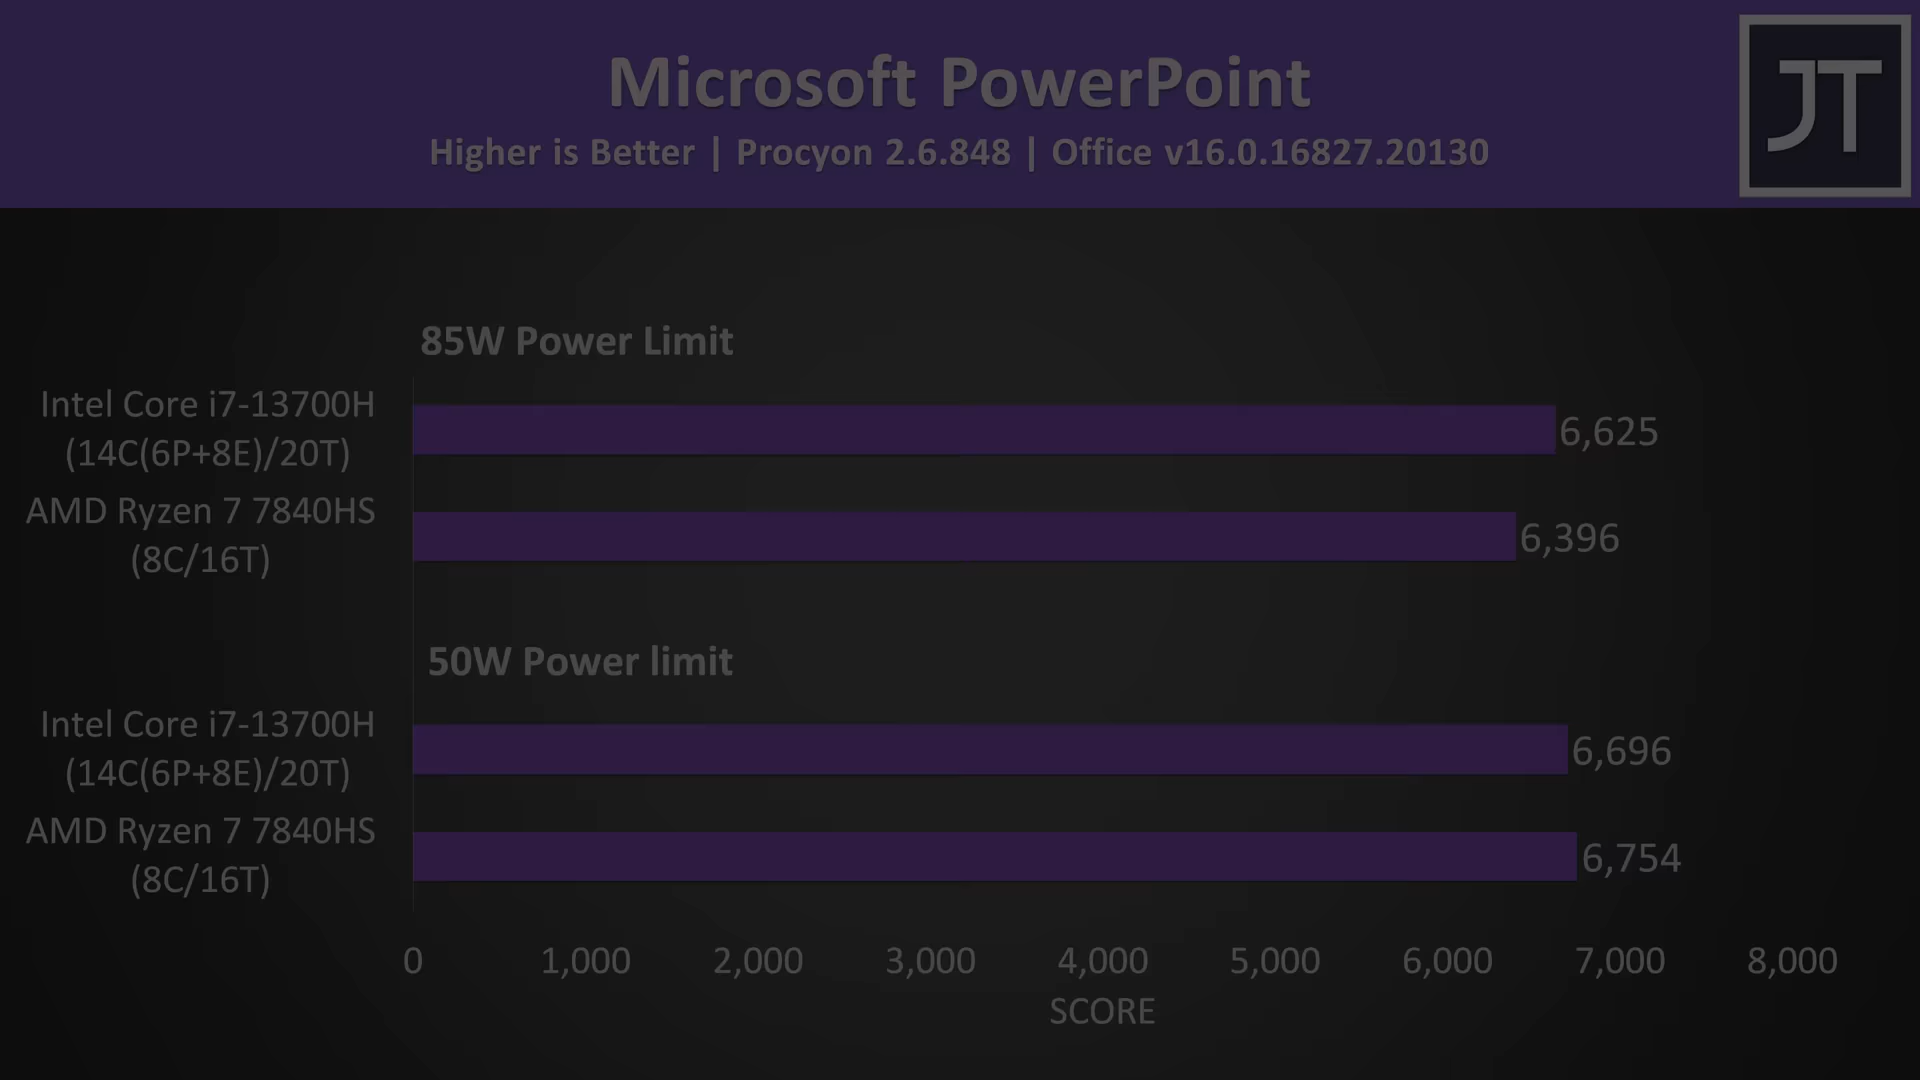 Microsoft PowerPoint
JT
Higher is Better | Procyon 2.6.848 | Office v16.0.16827.20130
85W Power Limit
Intel Core i7-13700H
(14C(6P+8E)/20T)
6,625
AMD Ryzen 7 7840HS
(8C/16T)
6,396
50W Power limit
Intel Core i7-13700H
(14C(6P+8E)/20T)
6,696
AMD Ryzen 7 7840HS
(8C/16T)
6,754
0 1,000 2,000 3,000 4,000 5,000 6,000 7,000 8,000
SCORE